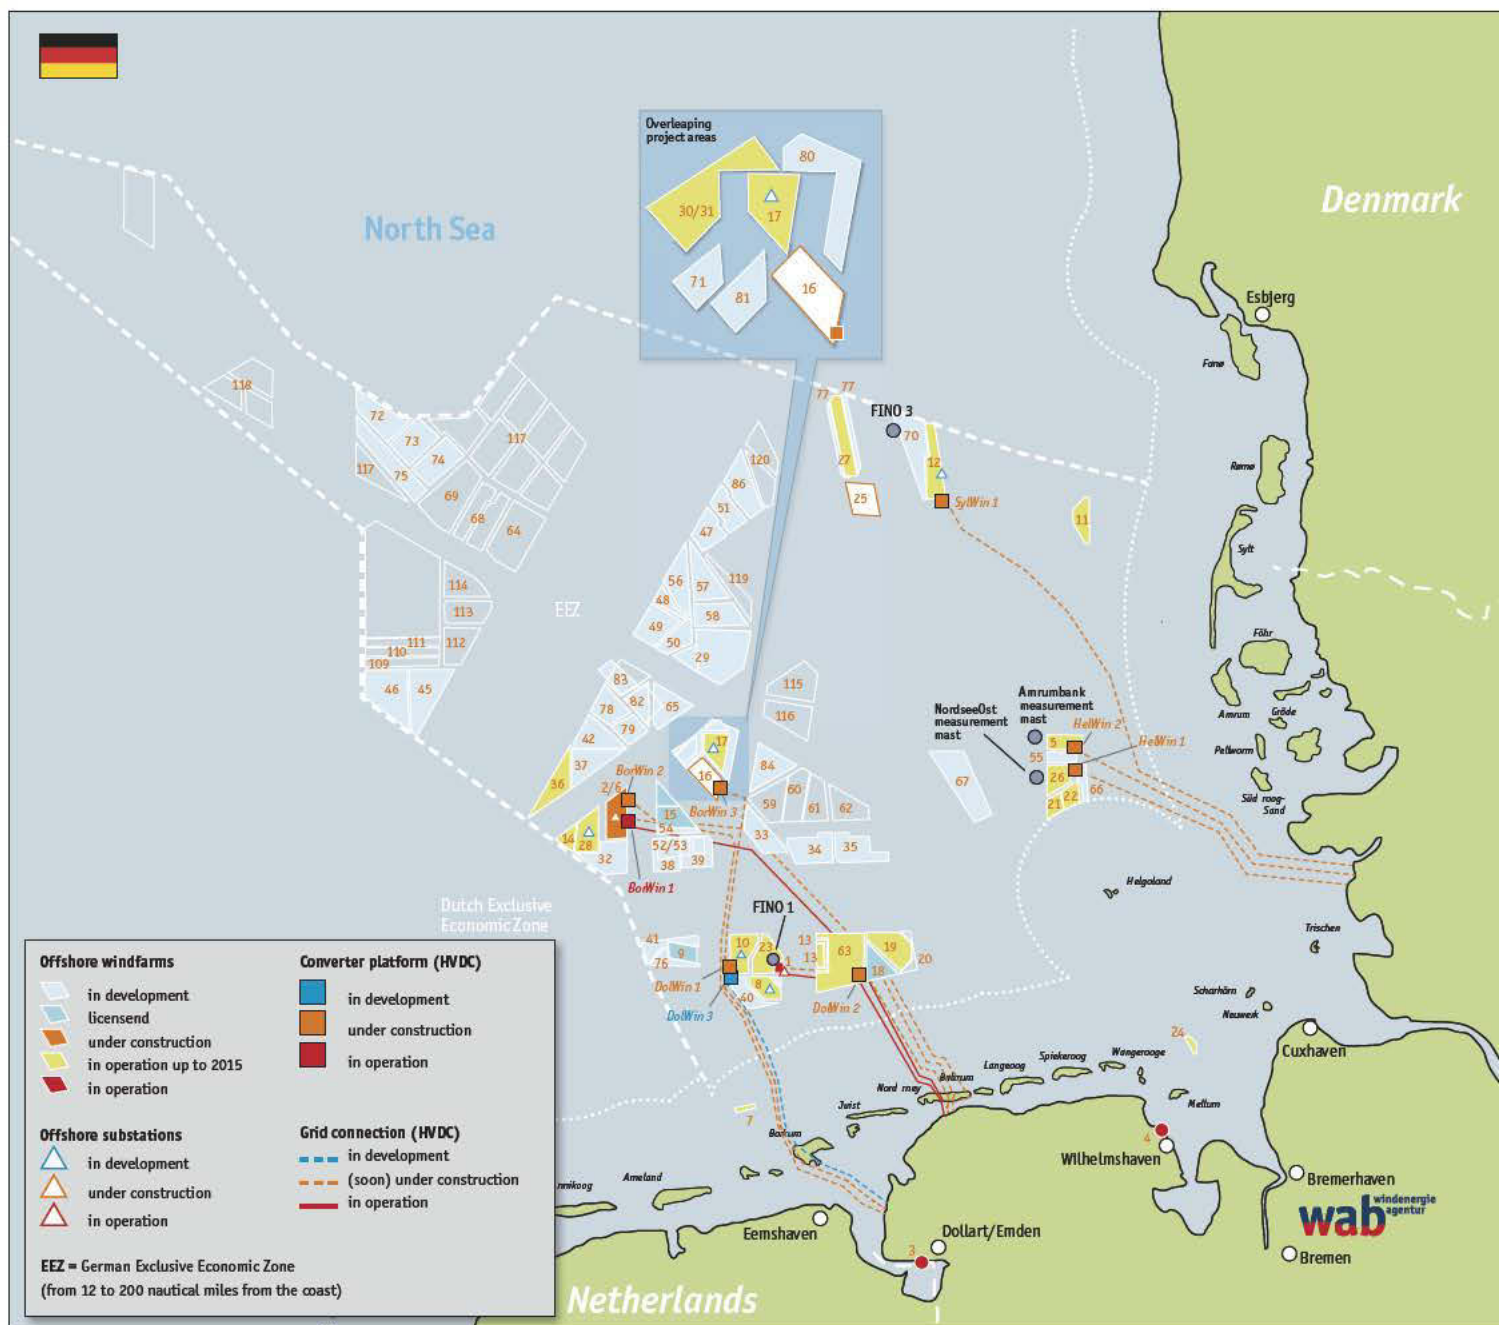 Overleaping
project areas
80
30/31
17
71
81
16
North Sea
Denmark
Esbjerg
Fanø
118
72
73
74
75
117
117
69
68
64
77
77
FINO 3
70
12
27
25
SylWin 1
11
Rømø
Sylt
120
86
51
47
56
57
119
48
58
49
50
29
EEZ
114
113
112
111
110
109
46
45
Föhr
Amrum
Gröde
Pellworm
Süd roog-
Sand
83
82
65
78
79
42
37
36
115
116
Amrumbank
measurement
mast
NordseeOst
measurement
mast
HelWin 2
HelWin 1
5
55
26
66
22
21
67
17
16
84
BorWin 2
2/6
BorWin 3
59
60
61
62
15
54
14
28
32
52/53
38
39
33
34
35
BorWin 1
Helgoland
Trischen
Dutch Exclusive
Economic Zone
FINO 1
41
9
76
10
23
1
13
13
63
19
20
18
8
40
DolWin 1
DolWin 3
DolWin 2
Scharhörn
Neuwerk
24
Cuxhaven
Wangerooge
Spiekeroog
Langeoog
Baltrum
Nord rney
Juist
Borkum
Mellum
7
4
Wilhelmshaven
Bremerhaven
wab windenergie
agentur
Bremen
Ameland
nnikoog
Eemshaven
Dollart/Emden
3
Netherlands
Offshore windfarms
in development
licensend
under construction
in operation up to 2015
in operation
Offshore substations
in development
under construction
in operation
Converter platform (HVDC)
in development
under construction
in operation
Grid connection (HVDC)
in development
(soon) under construction
in operation
EEZ = German Exclusive Economic Zone
(from 12 to 200 nautical miles from the coast)